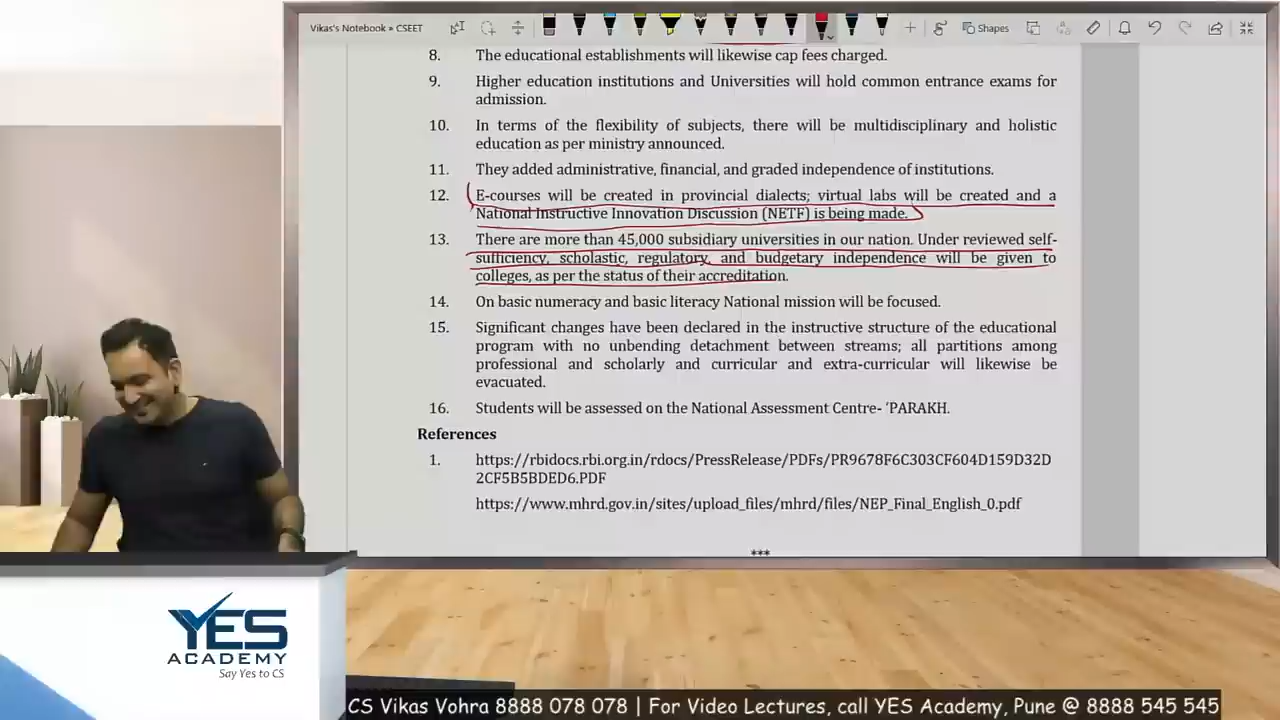 Vikas's Notebook » CSEET
Shapes
8. The educational establishments will likewise cap fees charged.
9. Higher education institutions and Universities will hold common entrance exams for
admission.
10. In terms of the flexibility of subjects, there will be multidisciplinary and holistic
education as per ministry announced.
11. They added administrative, financial, and graded independence of institutions.
12. E-courses will be created in provincial dialects; virtual labs will be created and a
National Instructive Innovation Discussion (NETF) is being made.
13. There are more than 45,000 subsidiary universities in our nation. Under reviewed self-
sufficiency, scholastic, regulatory, and budgetary independence will be given to
colleges, as per the status of their accreditation.
14. On basic numeracy and basic literacy National mission will be focused.
15. Significant changes have been declared in the instructive structure of the educational
program with no unbending detachment between streams; all partitions among
professional and scholarly and curricular and extra-curricular will likewise be
evacuated.
16. Students will be assessed on the National Assessment Centre- 'PARAKH.
References
1. https://rbidocs.rbi.org.in/rdocs/PressRelease/PDFs/PR9678F6C303CF604D159D32D
2CF5B5BDED6.PDF
https://www.mhrd.gov.in/sites/upload_files/mhrd/files/NEP_Final_English_0.pdf
***
YES
ACADEMY
Say Yes to CS
CS Vikas Vohra 8888 078 078 | For Video Lectures, call YES Academy, Pune @ 8888 545 545